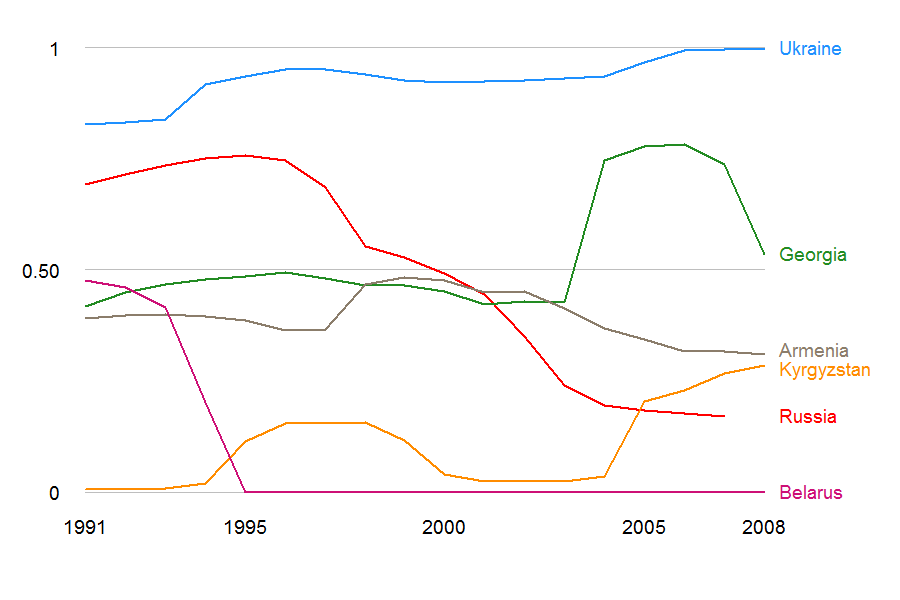 1
Ukraine
0.50
Georgia
Armenia
Kyrgyzstan
Russia
0
Belarus
1991 1995 2000 2005 2008